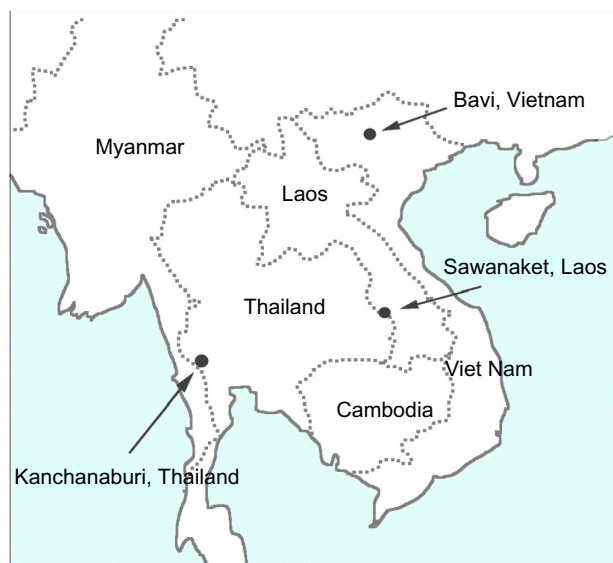 Bavi, Vietnam
Myanmar
Laos
Sawanaket, Laos
Thailand
Viet Nam
Cambodia
Kanchanaburi, Thailand